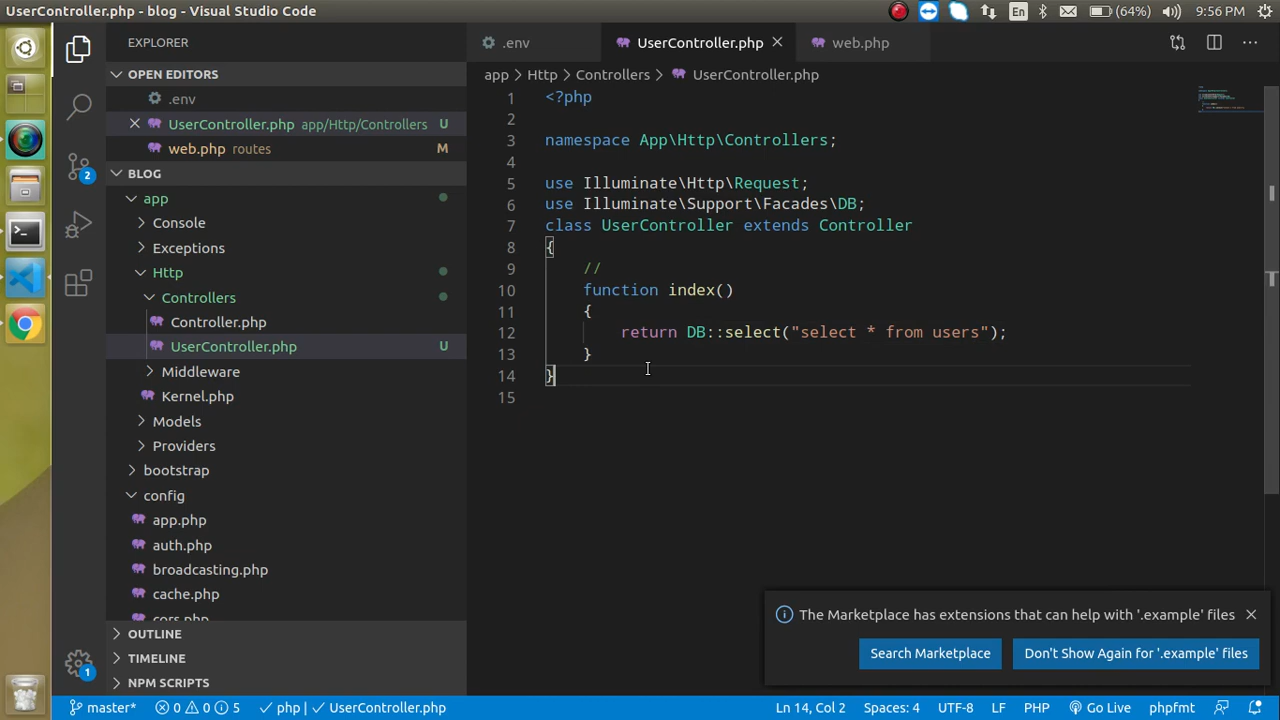 UserController.php - blog - Visual Studio Code
En
(64%)
9:56 PM
EXPLORER
OPEN EDITORS
.env
UserController.php app/Http/Controllers U
web.php routes M
BLOG
app
Console
Exceptions
Http
Controllers
Controller.php
UserController.php U
Middleware
Kernel.php
Models
Providers
bootstrap
config
app.php
auth.php
broadcasting.php
cache.php
cors.php
OUTLINE
TIMELINE
NPM SCRIPTS
2
1
.env
UserController.php
web.php
app > Http > Controllers > UserController.php
1 <?php
2
3 namespace App\Http\Controllers;
4
5 use Illuminate\Http\Request;
6 use Illuminate\Support\Facades\DB;
7 class UserController extends Controller
8 {
9 //
10 function index()
11 {
12 return DB::select("select * from users");
13 }
14 }
15
The Marketplace has extensions that can help with '.example' files
Search Marketplace
Don't Show Again for '.example' files
master* 0 0 5 php | UserController.php Ln 14, Col 2 Spaces: 4 UTF-8 LF PHP Go Live phpfmt